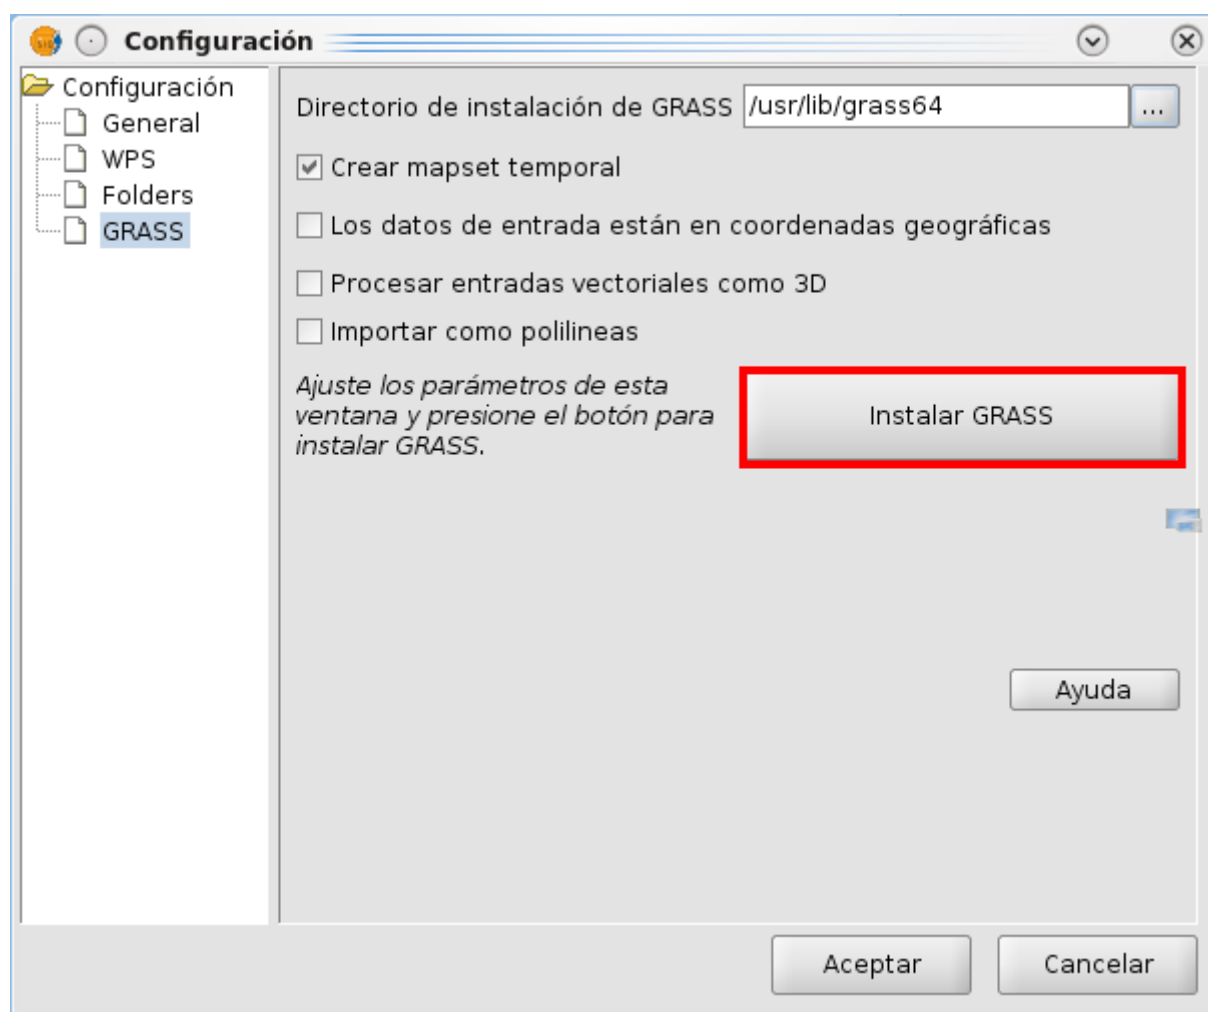 Configuración
Configuración
General
WPS
Folders
GRASS
Directorio de instalación de GRASS /usr/lib/grass64 ...
Crear mapset temporal
Los datos de entrada están en coordenadas geográficas
Procesar entradas vectoriales como 3D
Importar como polilineas
Ajuste los parámetros de esta
ventana y presione el botón para
instalar GRASS.
Instalar GRASS
Ayuda
Aceptar
Cancelar